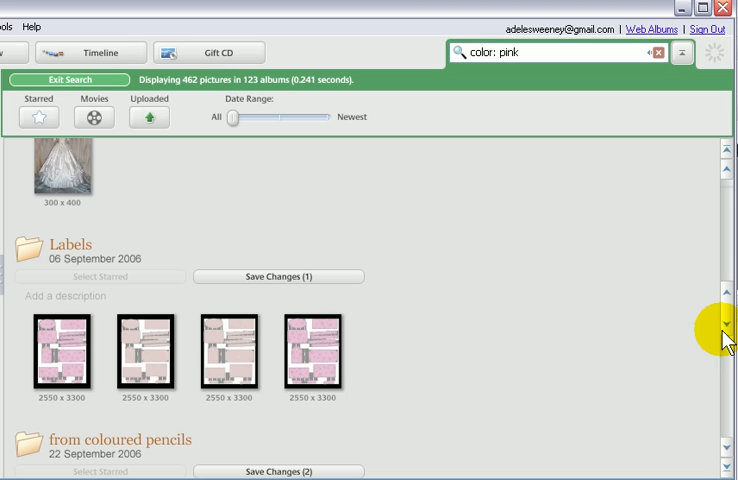 ols Help
adelesweeney@gmail.com | Web Albums | Sign Out
w Timeline Gift CD color: pink
Exit Search Displaying 462 pictures in 123 albums (0.241 seconds).
Starred Movies Uploaded Date Range:
All Newest
300 x 400
Labels
06 September 2006
Select Starred Save Changes (1)
Add a description
2550 x 3300 2550 x 3300 2550 x 3300 2550 x 3300
from coloured pencils
22 September 2006
Select Starred Save Changes (2)